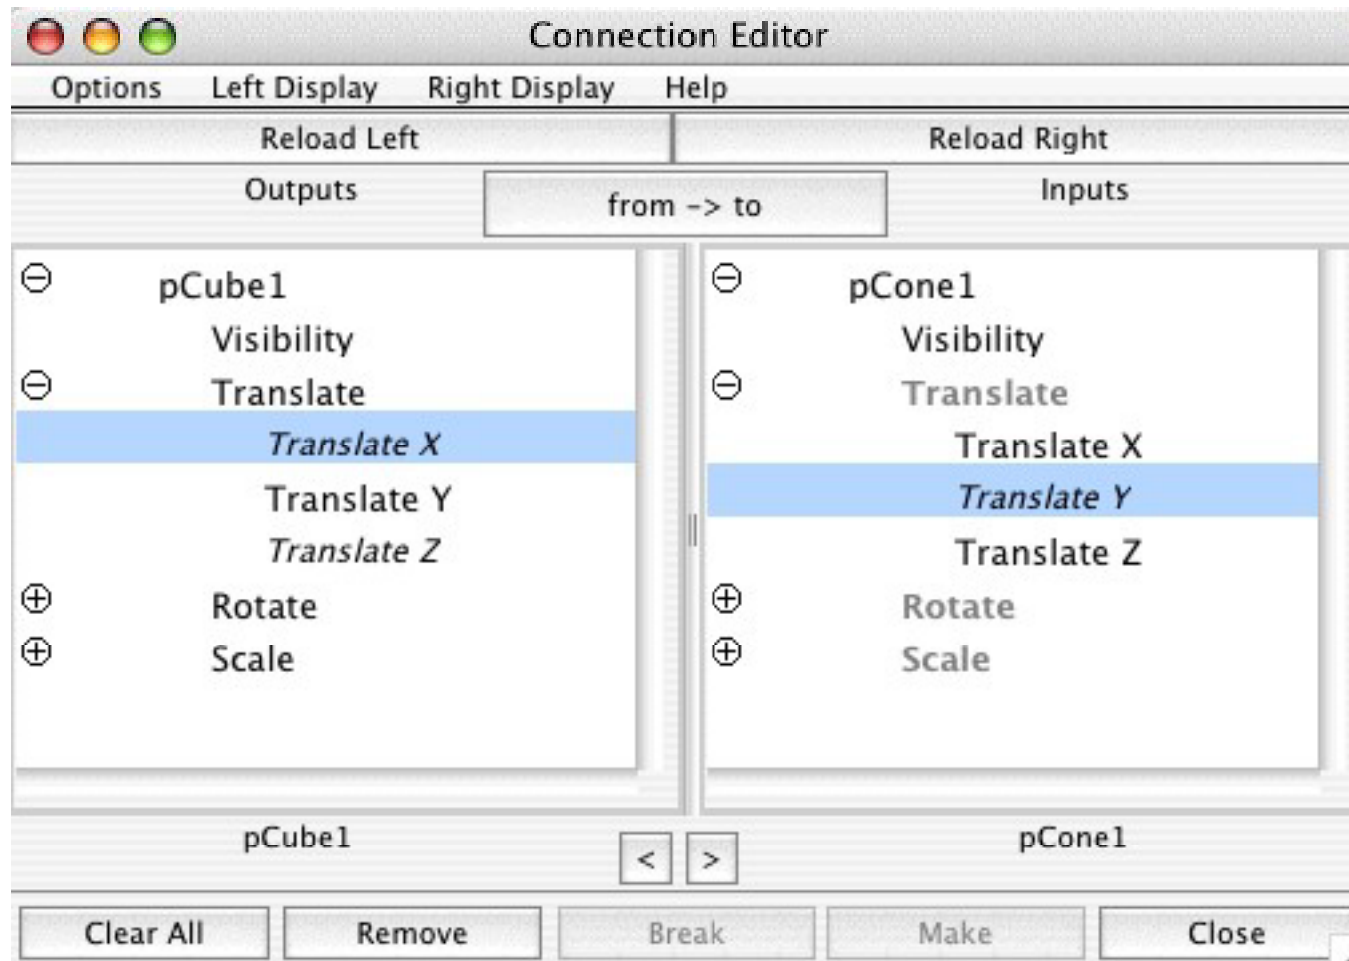 Connection Editor
Options Left Display Right Display Help
Reload Left Reload Right
Outputs from -> to Inputs
pCube1
Visibility
Translate
Translate X
Translate Y
Translate Z
Rotate
Scale
pCone1
Visibility
Translate
Translate X
Translate Y
Translate Z
Rotate
Scale
pCube1 < > pCone1
Clear All Remove Break Make Close